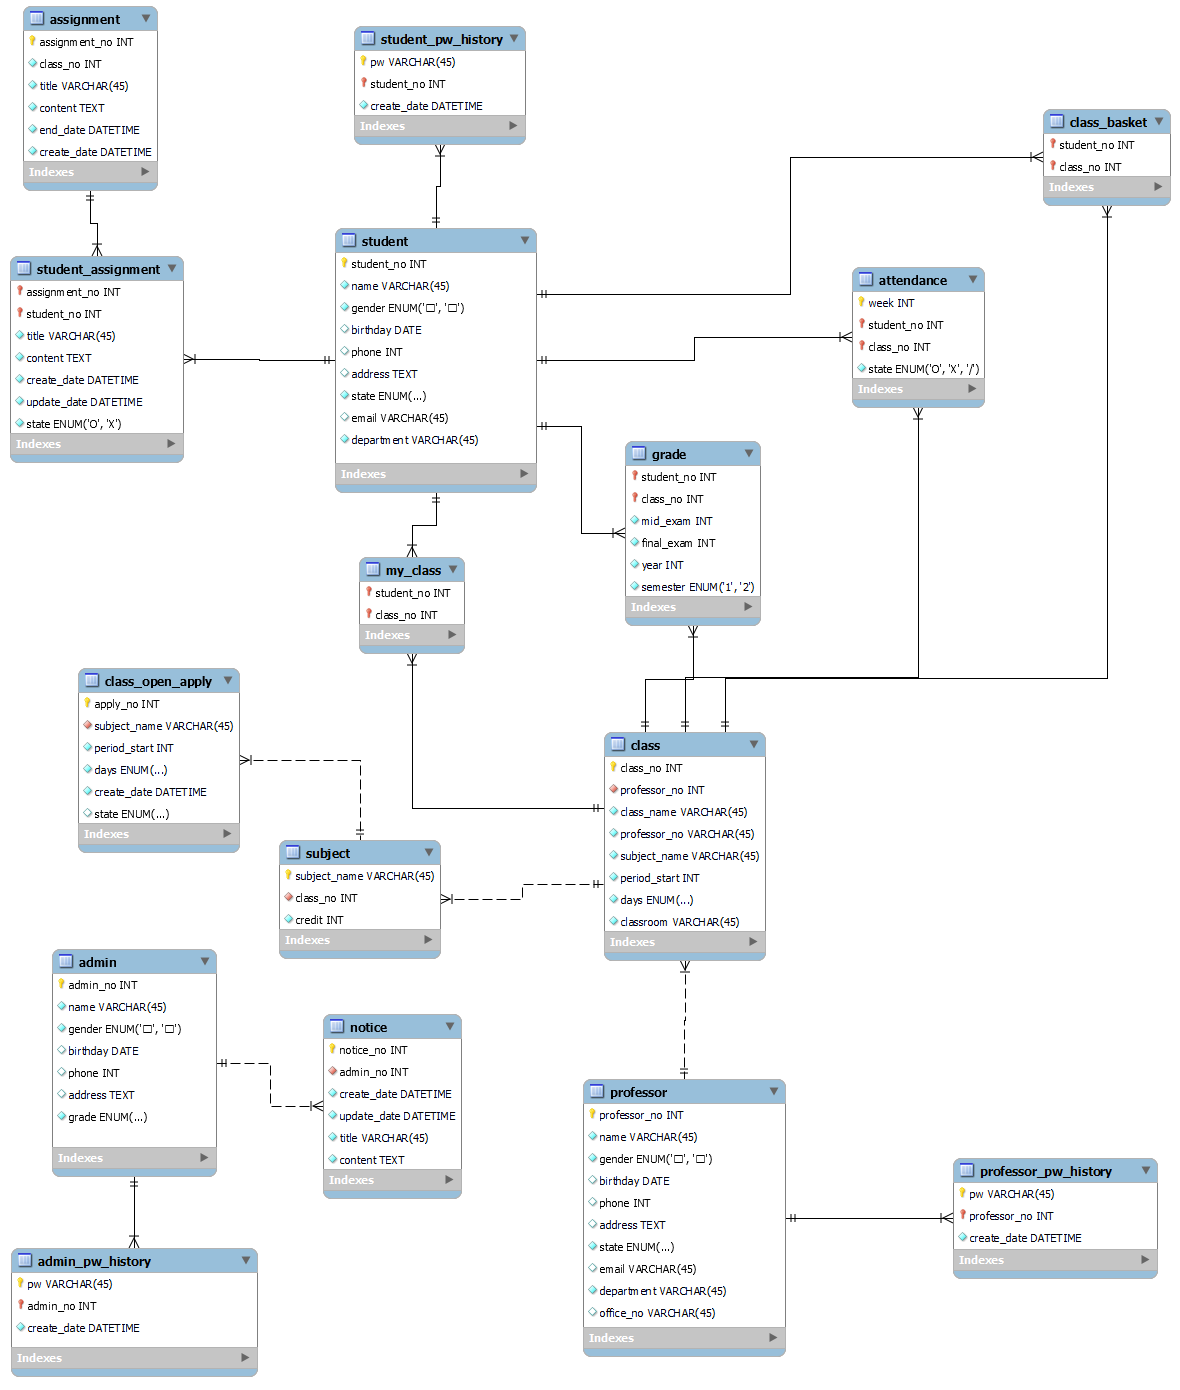 assignment
assignment_no INT
class_no INT
title VARCHAR(45)
content TEXT
end_date DATETIME
create_date DATETIME
Indexes
student_pw_history
pw VARCHAR(45)
student_no INT
create_date DATETIME
Indexes
class_basket
student_no INT
class_no INT
Indexes
student_assignment
assignment_no INT
student_no INT
title VARCHAR(45)
content TEXT
create_date DATETIME
update_date DATETIME
state ENUM('O', 'X')
Indexes
student
student_no INT
name VARCHAR(45)
gender ENUM('□', '□')
birthday DATE
phone INT
address TEXT
state ENUM(...)
email VARCHAR(45)
department VARCHAR(45)
Indexes
attendance
week INT
student_no INT
class_no INT
state ENUM('O', 'X', '/')
Indexes
grade
student_no INT
class_no INT
mid_exam INT
final_exam INT
year INT
semester ENUM('1', '2')
Indexes
my_class
student_no INT
class_no INT
Indexes
class_open_apply
apply_no INT
subject_name VARCHAR(45)
period_start INT
days ENUM(...)
create_date DATETIME
state ENUM(...)
Indexes
class
class_no INT
professor_no INT
class_name VARCHAR(45)
professor_no VARCHAR(45)
subject_name VARCHAR(45)
period_start INT
days ENUM(...)
classroom VARCHAR(45)
Indexes
subject
subject_name VARCHAR(45)
class_no INT
credit INT
Indexes
admin
admin_no INT
name VARCHAR(45)
gender ENUM('□', '□')
birthday DATE
phone INT
address TEXT
grade ENUM(...)
Indexes
notice
notice_no INT
admin_no INT
create_date DATETIME
update_date DATETIME
title VARCHAR(45)
content TEXT
Indexes
professor
professor_no INT
name VARCHAR(45)
gender ENUM('□', '□')
birthday DATE
phone INT
address TEXT
state ENUM(...)
email VARCHAR(45)
department VARCHAR(45)
office_no VARCHAR(45)
Indexes
professor_pw_history
pw VARCHAR(45)
professor_no INT
create_date DATETIME
Indexes
admin_pw_history
pw VARCHAR(45)
admin_no INT
create_date DATETIME
Indexes